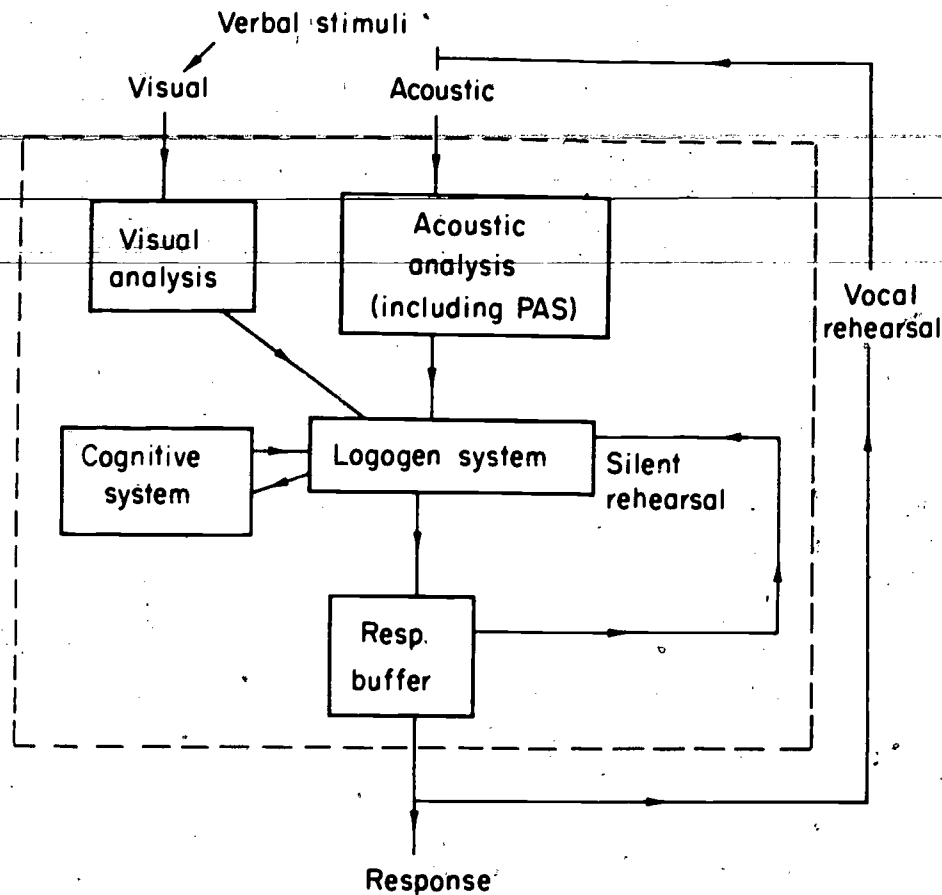 Verbal stimuli
Visual
Acoustic
Visual
analysis
Acoustic
analysis
(including PAS)
Vocal
rehearsal
Cognitive
system
Logogen system
Silent
rehearsal
Resp.
buffer
Response